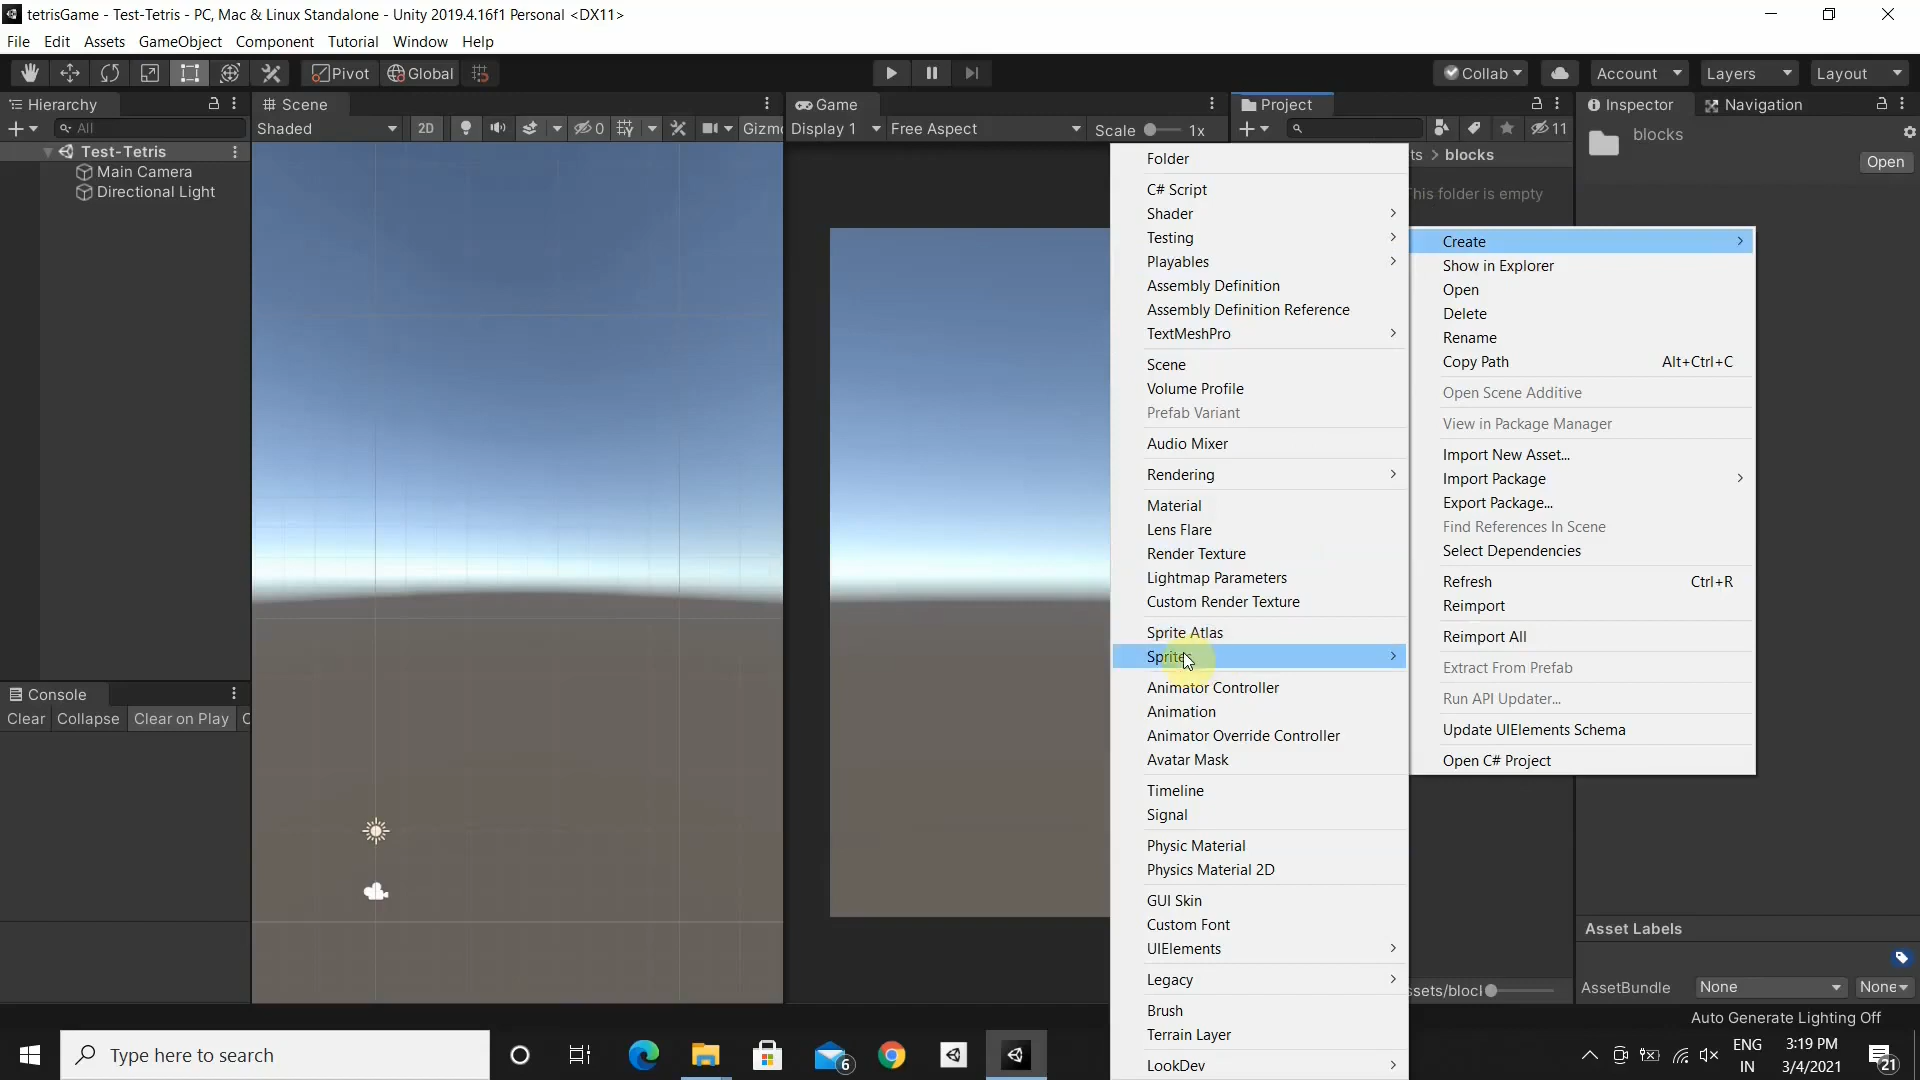 tetrisGame - Test-Tetris - PC, Mac & Linux Standalone - Unity 2019.4.16f1 Personal <DX11>
File Edit Assets GameObject Component Tutorial Window Help
Pivot Global Collab Account Layers Layout
Hierarchy
All
Test-Tetris
Main Camera
Directional Light
Scene
Shaded 2D 0 Gizm
Game
Display 1 Free Aspect Scale 1x
Project
11
ts > blocks
his folder is empty
Inspector Navigation
blocks
Open
Folder
C# Script
Shader
Testing
Playables
Assembly Definition
Assembly Definition Reference
TextMeshPro
Scene
Volume Profile
Prefab Variant
Audio Mixer
Rendering
Material
Lens Flare
Render Texture
Lightmap Parameters
Custom Render Texture
Sprite Atlas
Sprites
Animator Controller
Animation
Animator Override Controller
Avatar Mask
Timeline
Signal
Physic Material
Physics Material 2D
GUI Skin
Custom Font
UIElements
Legacy
Brush
Terrain Layer
LookDev
Create
Show in Explorer
Open
Delete
Rename
Copy Path Alt+Ctrl+C
Open Scene Additive
View in Package Manager
Import New Asset...
Import Package
Export Package...
Find References In Scene
Select Dependencies
Refresh Ctrl+R
Reimport
Reimport All
Extract From Prefab
Run API Updater...
Update UIElements Schema
Open C# Project
Console
Clear Collapse Clear on Play
ssets/blocl
Asset Labels
AssetBundle None None
Auto Generate Lighting Off
Type here to search
6
ENG
IN
3:19 PM
3/4/2021
21